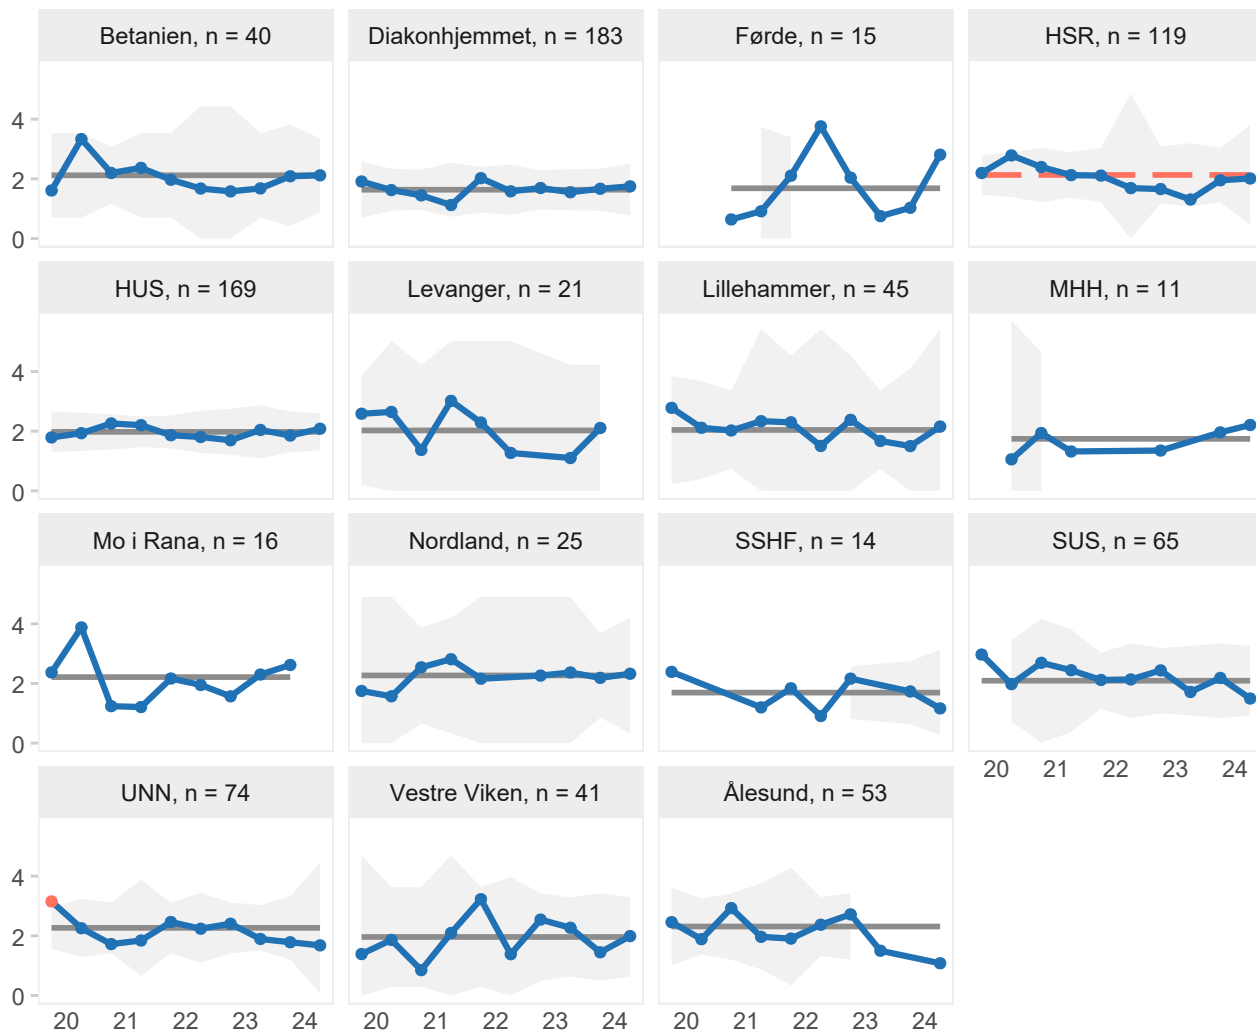 Betanien, n = 40
Diakonhjemmet, n = 183
Førde, n = 15
HSR, n = 119
4
2
0
HUS, n = 169
Levanger, n = 21
Lillehammer, n = 45
MHH, n = 11
4
2
0
Mo i Rana, n = 16
Nordland, n = 25
SSHF, n = 14
SUS, n = 65
4
2
0
20 21 22 23 24
UNN, n = 74
Vestre Viken, n = 41
Ålesund, n = 53
4
2
0
20 21 22 23 24
20 21 22 23 24
20 21 22 23 24